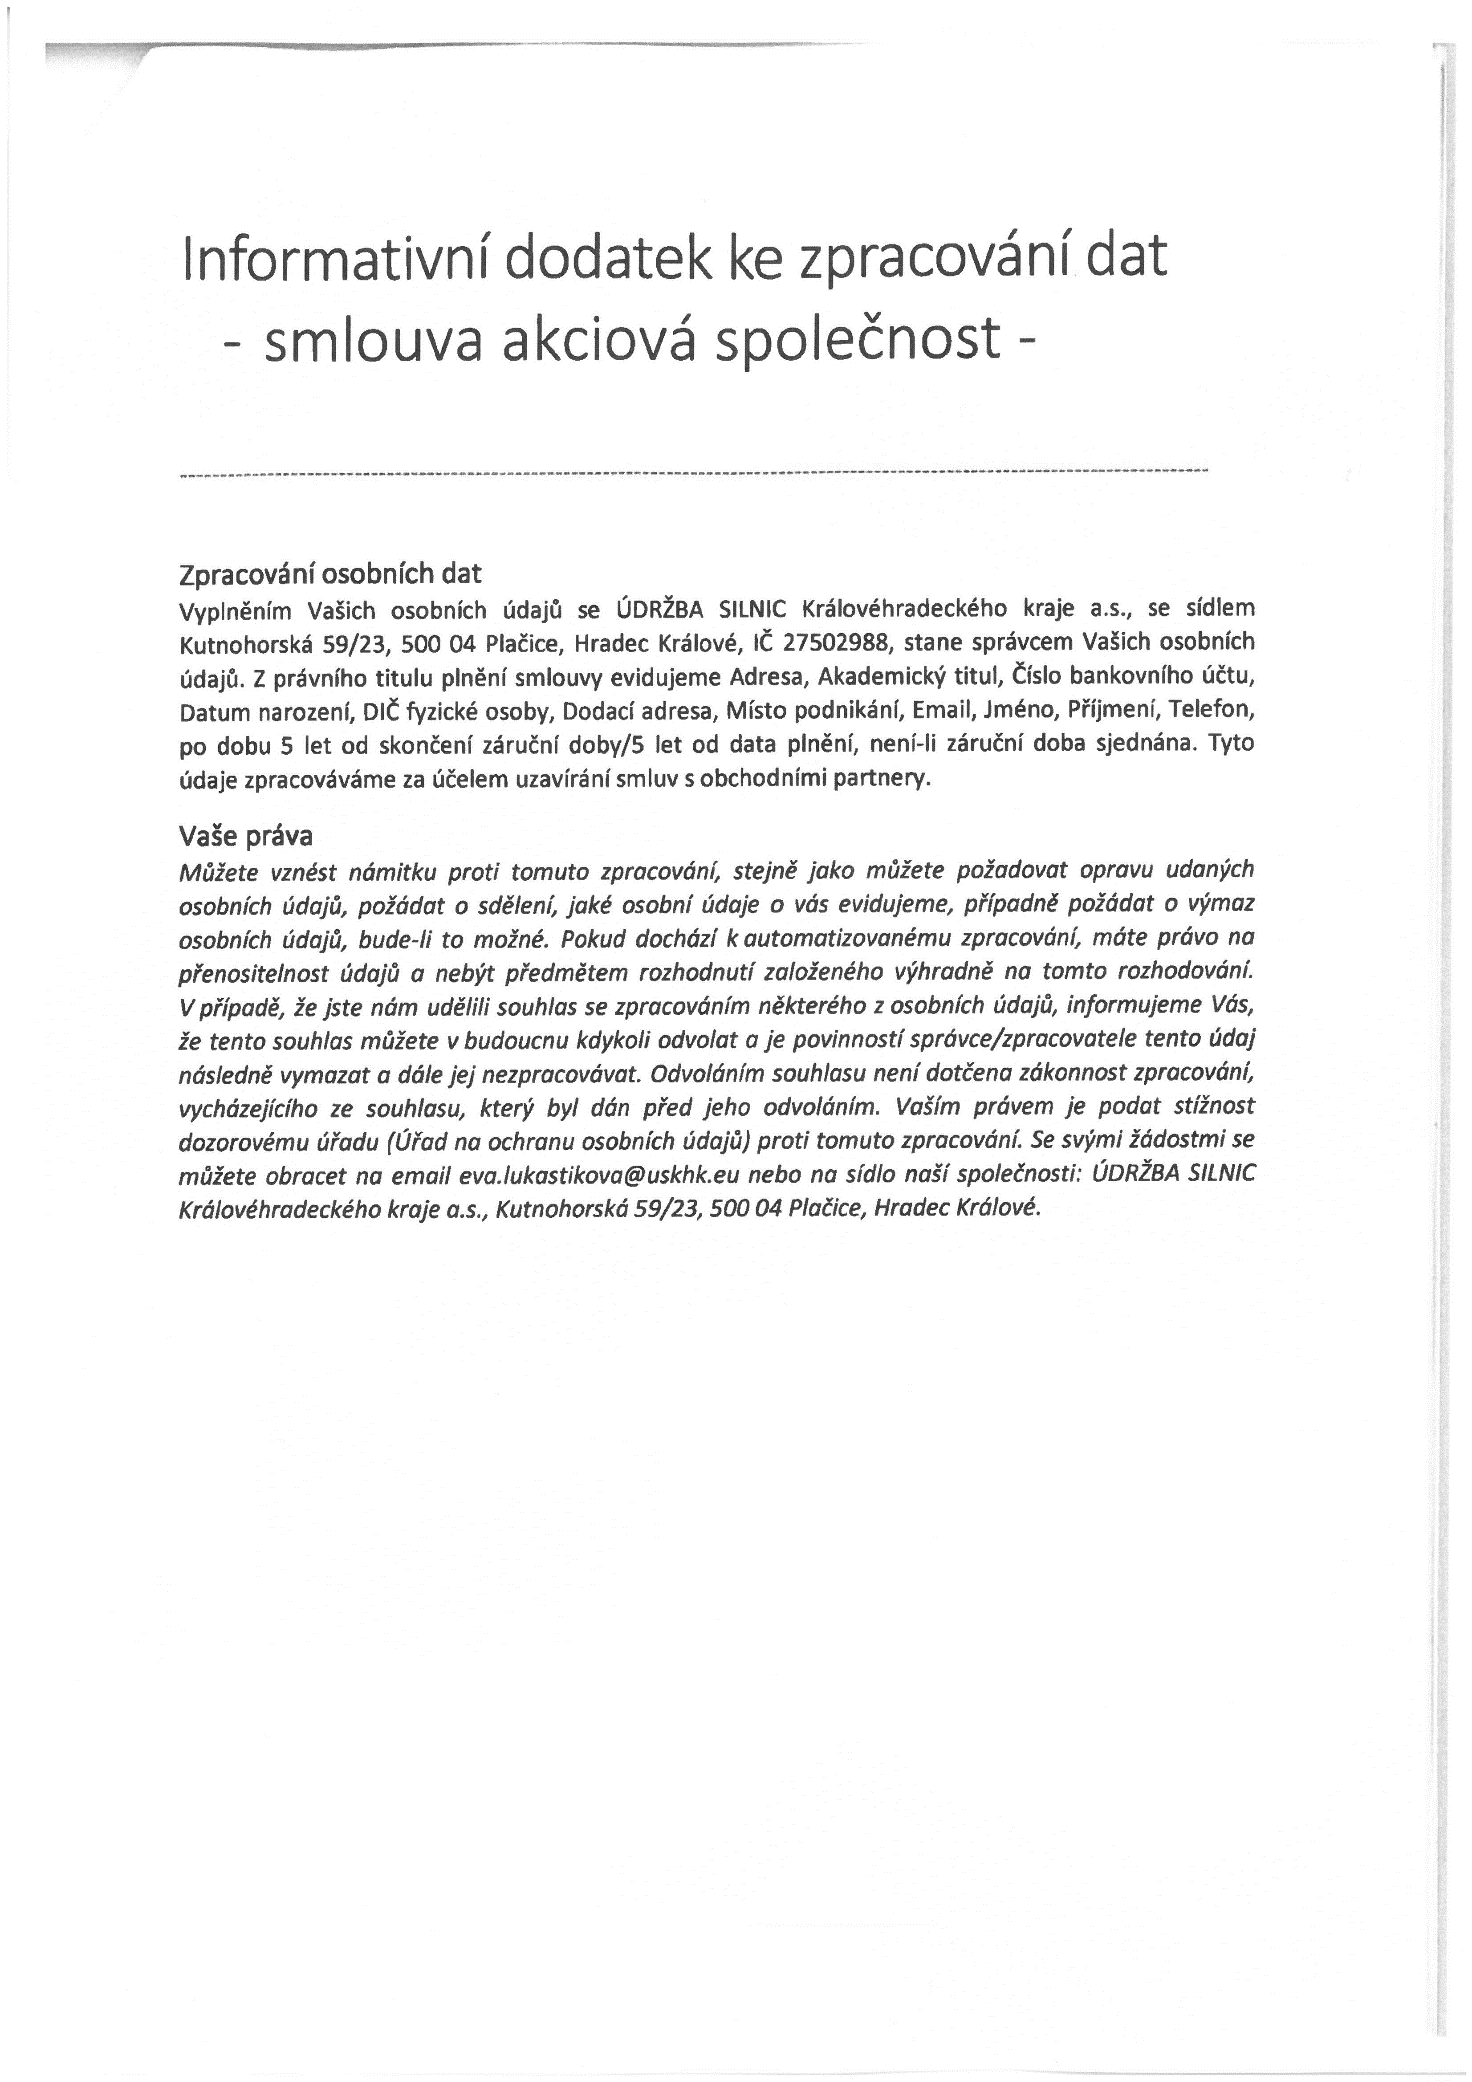 Informativní dodatek ke zpracování dat
- smlouva akciová společnost -
Zpracování osobních dat
Vyplněním Vašich osobních údajů se ÚDRŽBA SILNIC Královéhradeckého kraje a.s., se sídlem
Kutnohorská 59/23, 500 04 Plačice, Hradec Králové, IČ 27502988, stane správcem Vašich osobních
údajů. Z právního titulu plnění smlouvy evidujeme Adresa, Akademický titul, Číslo bankovního účtu,
Datum narození, DIČ fyzické osoby, Dodací adresa, Místo podnikání, Email, Jméno, Příjmení, Telefon,
po dobu 5 let od skončení záruční doby/5 let od data plnění, není-li záruční doba sjednána. Tyto
údaje zpracováváme za účelem uzavírání smluv s obchodními partnery.
Vaše práva
Můžete vznést námitku proti tomuto zpracování, stejně jako můžete požadovat opravu udaných
osobních údajů, požádat o sdělení, jaké osobní údaje o vás evidujeme, případně požádat o výmaz
osobních údajů, bude-li to možné. Pokud dochází k automatizovanému zpracování, máte právo na
přenositelnost údajů a nebýt předmětem rozhodnutí založeného výhradně na tomto rozhodování.
V případě, že jste nám udělili souhlas se zpracováním některého z osobních údajů, informujeme Vás,
že tento souhlas můžete v budoucnu kdykoli odvolat a je povinností správce/zpracovatele tento údaj
následně vymazat a dále jej nezpracovávat. Odvoláním souhlasu není dotčena zákonnost zpracování,
vycházejícího ze souhlasu, který byl dán před jeho odvoláním. Vaším právem je podat stížnost
dozorovému úřadu (Úřad na ochranu osobních údajů) proti tomuto zpracování. Se svými žádostmi se
můžete obracet na email eva.lukastikova@uskhk.eu nebo na sídlo naší společnosti: ÚDRŽBA SILNIC
Královéhradeckého kraje a.s., Kutnohorská 59/23, 500 04 Plačice, Hradec Králové.